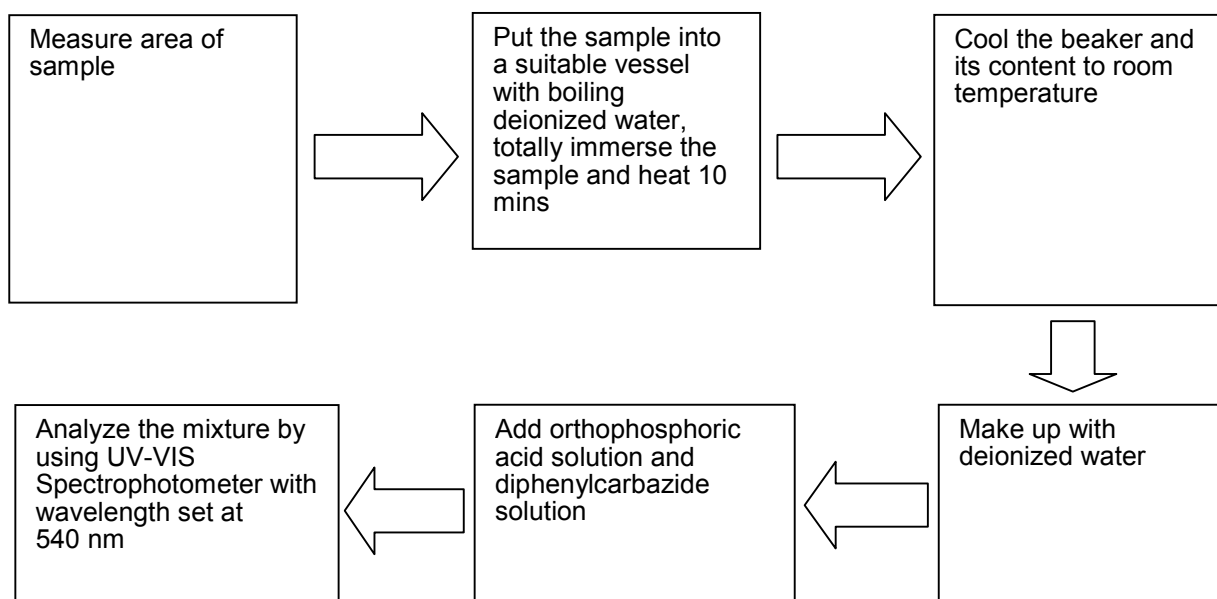 Measure area of
sample
Put the sample into
a suitable vessel
with boiling
deionized water,
totally immerse the
sample and heat 10
mins
Cool the beaker and
its content to room
temperature
Make up with
deionized water
Add orthophosphoric
acid solution and
diphenylcarbazide
solution
Analyze the mixture by
using UV-VIS
Spectrophotometer with
wavelength set at
540 nm